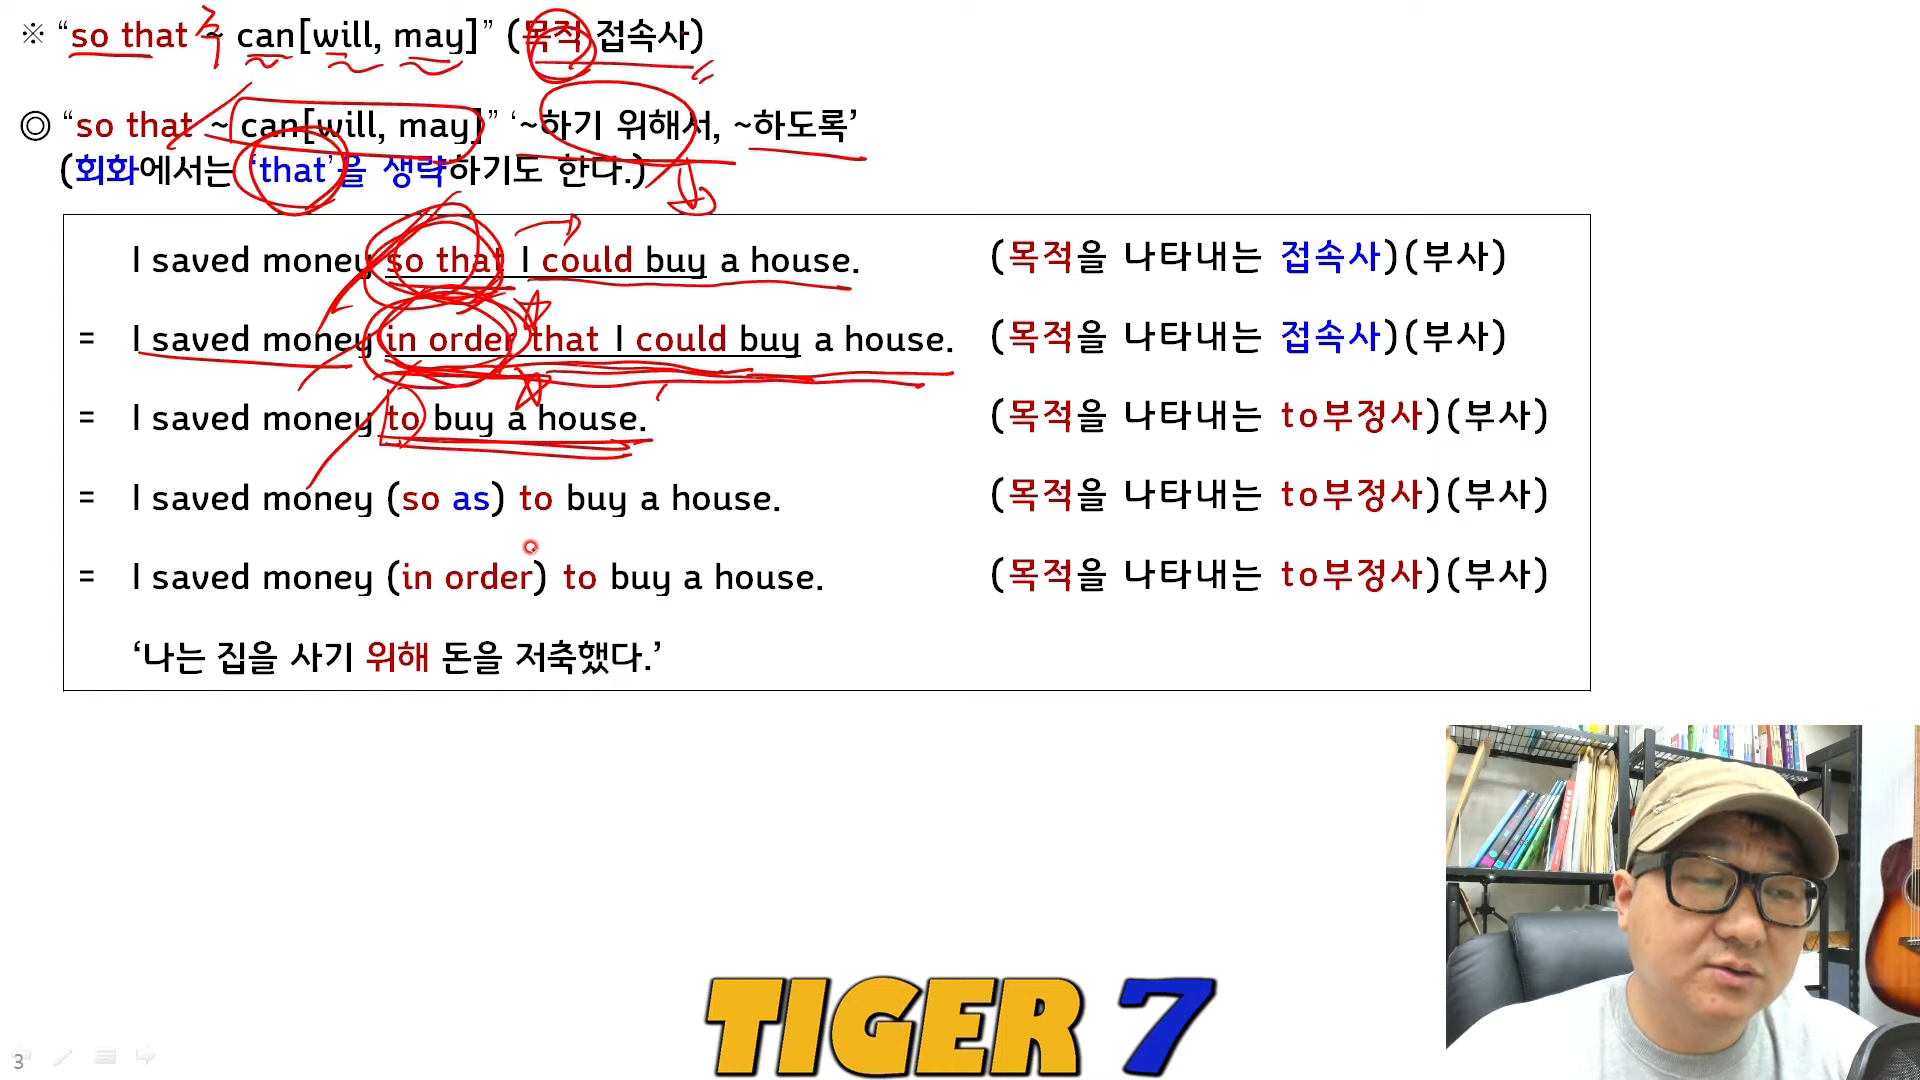 ※ “so that ~ can[will, may]” (목적 접속사)
◎ “so that ~ can[will, may]” ‘~하기 위해서, ~하도록’
(회화에서는 ‘that’을 생략하기도 한다.)
I saved money so that I could buy a house. (목적을 나타내는 접속사)(부사)
= I saved money in order that I could buy a house. (목적을 나타내는 접속사)(부사)
= I saved money to buy a house. (목적을 나타내는 to부정사)(부사)
= I saved money (so as) to buy a house. (목적을 나타내는 to부정사)(부사)
= I saved money (in order) to buy a house. (목적을 나타내는 to부정사)(부사)
‘나는 집을 사기 위해 돈을 저축했다.’
TIGER 7
3